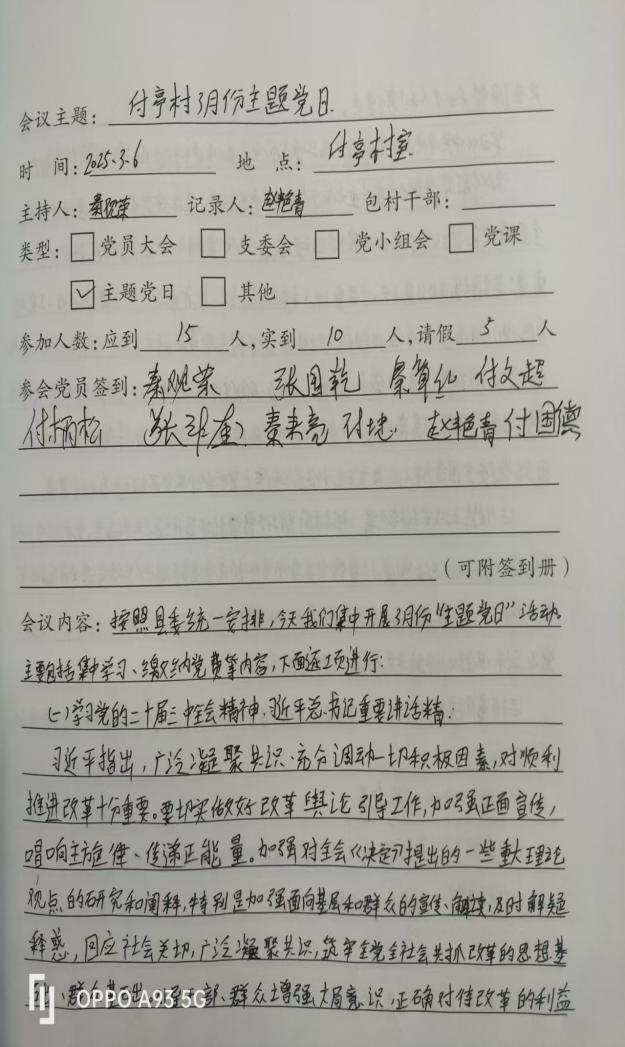 会议主题: 付亭村3月份主题党日.
时 间: 2025.3.6 地 点: 付亭村室
主持人: 秦观荣 记录人: 赵艳青 包村干部:
类型: □党员大会 □支委会 □党小组会 □党课
☑主题党日 □其他
参加人数: 应到 15 人, 实到 10 人, 请假 5 人
参会党员签到: 秦观荣 张国乾 付文超
付炳松 秦来亮 赵艳青 付国德
(可附签到册)
会议内容: 按照县委统一安排, 今天我们集中开展3月份“主题党日”活动.
主要包括集中学习、缴纳党费等内容, 下面逐项进行:
(一)学习党的二十届三中全会精神、习近平总书记重要讲话精:
习近平指出, 广泛凝聚共识、充分调动一切积极因素, 对顺利
推进改革十分重要。要切实做好改革舆论引导工作, 加强正面宣传,
唱响主旋律、传递正能量。加强对全会《决定》提出的一些重大理论
观点的研究和阐释, 特别是加强面向基层和群众的宣传、解读, 及时解疑
释惑, 回应社会关切, 广泛凝聚共识, 筑牢全党全社会共抓改革的思想基
、群众增强大局意识, 正确对待改革的利益
OPPO A93 5G